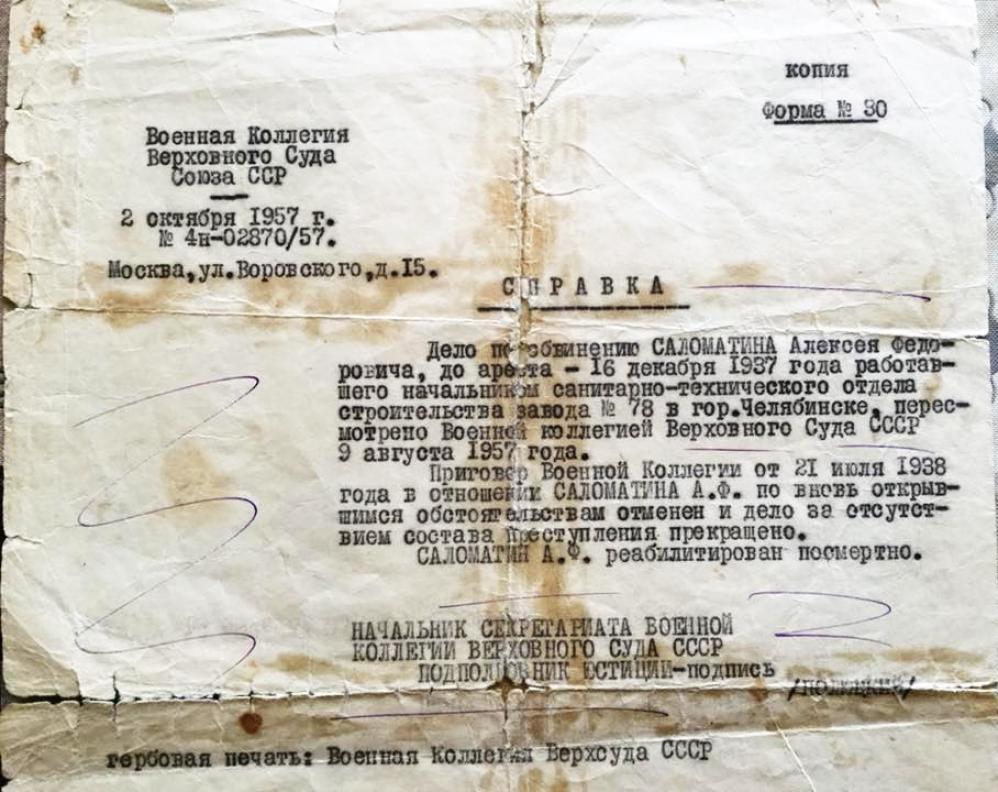 копия
Форма № 30
Военная Коллегия
Верховного Суда
Союза ССР
2 октября 1957 г.
№ 4н-02870/57.
Москва,ул.Воровского,д.15.
СПРАВКА
Дело по обвинению САЛОМАТИНА Алексея Федо-
ровича, до ареста - 16 декабря 1937 года работав-
шего начальником санитарно-технического отдела
строительства завода № 78 в гор.Челябинске, перес-
мотрено Военной коллегией Верховного Суда СССР
9 августа 1957 года.
Приговор Военной Коллегии от 21 июля 1938
года в отношении САЛОМАТИНА А.Ф. по вновь открыв-
шимся обстоятельствам отменен и дело за отсутст-
вием состава преступления прекращено.
САЛОМАТИН А.Ф. реабилитирован посмертно.
НАЧАЛЬНИК СЕКРЕТАРИАТА ВОЕННОЙ
КОЛЛЕГИИ ВЕРХОВНОГО СУДА СССР
ПОДПОЛКОВНИК ЮСТИЦИИ-подпись
гербовая печать: Военная Коллегия Верхсуда СССР